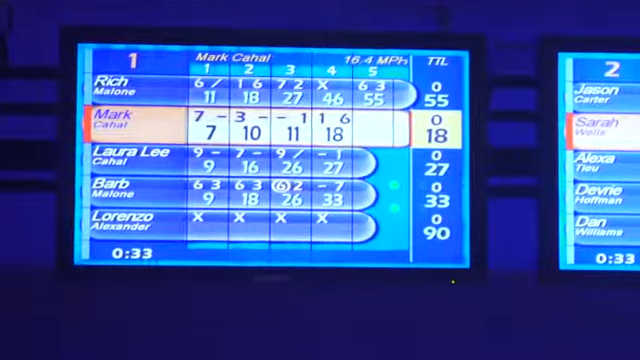 1 Mark Cahal 16.4 MPh TTL
1 2 3 4 5
Rich 6 / 1 6 7 2 X 6 3 0
Malone 11 18 27 46 55 55
Mark 7 - 3 - - 1 1 6 0
Cahal 7 10 11 18 18
Laura Lee 9 - 7 - 9 / - 1 0
Cahal 9 16 26 27 27
Barb 6 3 6 3 6 2 - 7 0
Malone 9 18 26 33 33
Lorenzo X X X X 0
Alexander 90
0:33
2
Jason
Carter
Sarah
Wells
Alexa
Tieu
Devrie
Hoffman
Dan
Williams
0:33